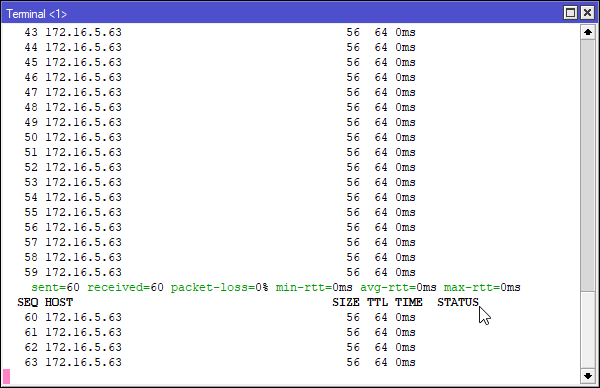 Terminal <1>
43 172.16.5.63 56 64 0ms
44 172.16.5.63 56 64 0ms
45 172.16.5.63 56 64 0ms
46 172.16.5.63 56 64 0ms
47 172.16.5.63 56 64 0ms
48 172.16.5.63 56 64 0ms
49 172.16.5.63 56 64 0ms
50 172.16.5.63 56 64 0ms
51 172.16.5.63 56 64 0ms
52 172.16.5.63 56 64 0ms
53 172.16.5.63 56 64 0ms
54 172.16.5.63 56 64 0ms
55 172.16.5.63 56 64 0ms
56 172.16.5.63 56 64 0ms
57 172.16.5.63 56 64 0ms
58 172.16.5.63 56 64 0ms
59 172.16.5.63 56 64 0ms
sent=60 received=60 packet-loss=0% min-rtt=0ms avg-rtt=0ms max-rtt=0ms
SEQ HOST SIZE TTL TIME STATUS
60 172.16.5.63 56 64 0ms
61 172.16.5.63 56 64 0ms
62 172.16.5.63 56 64 0ms
63 172.16.5.63 56 64 0ms